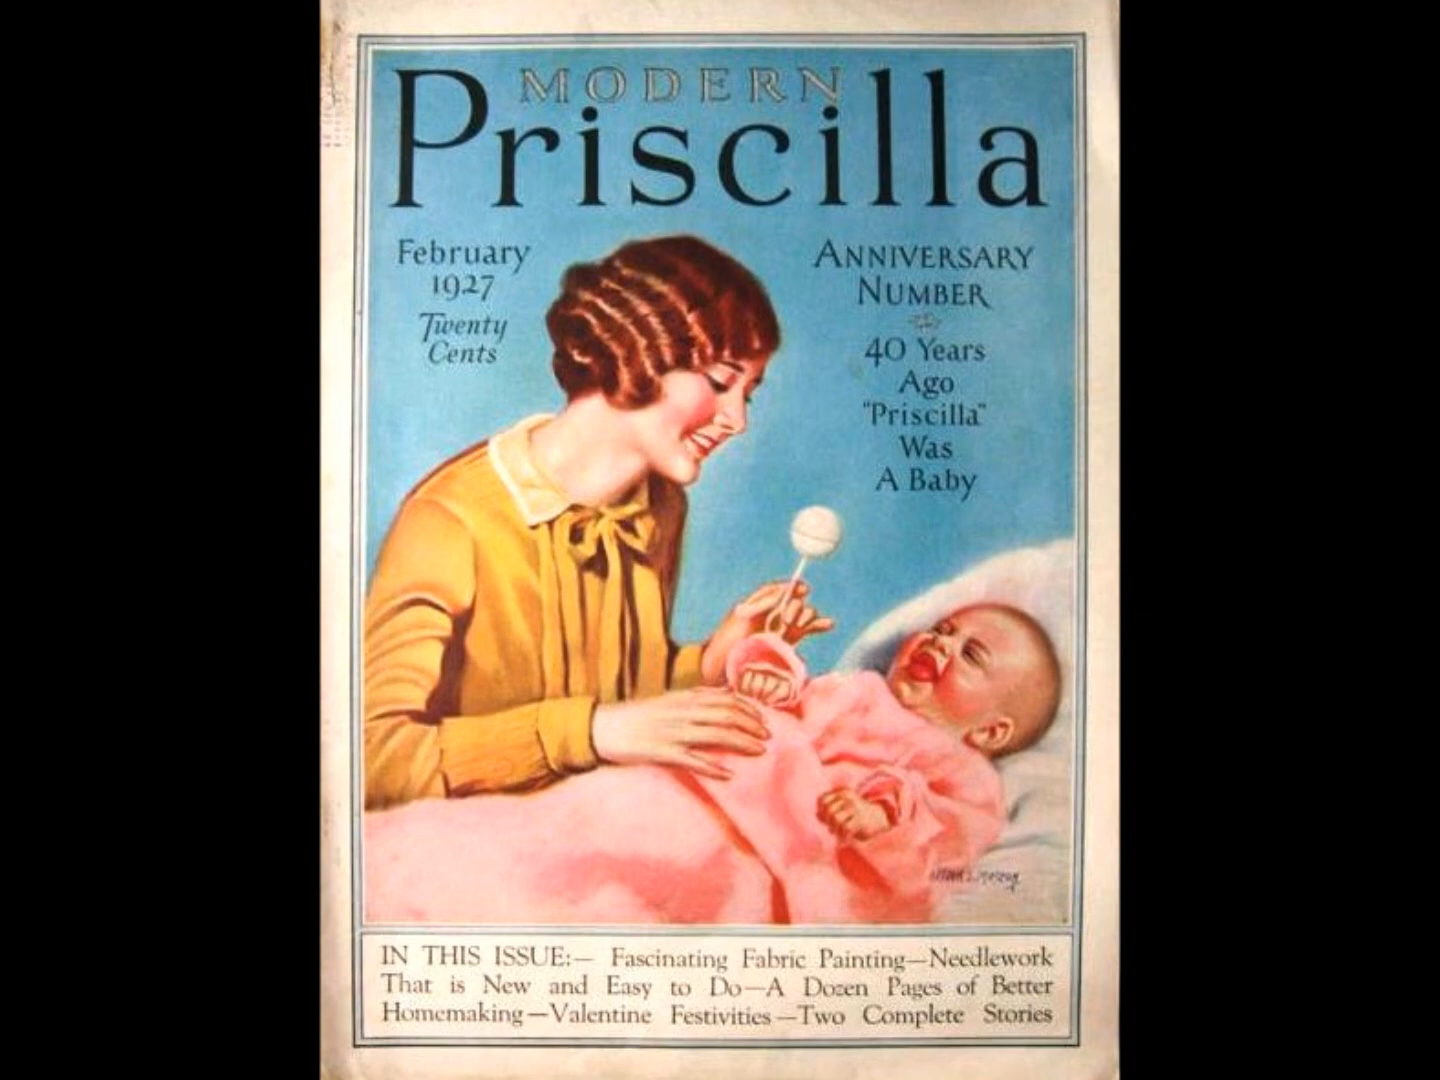 MODERN
Priscilla
February
1927
Twenty
Cents
ANNIVERSARY
NUMBER
40 Years
Ago
"Priscilla"
Was
A Baby
IN THIS ISSUE:— Fascinating Fabric Painting—Needlework
That is New and Easy to Do—A Dozen Pages of Better
Homemaking—Valentine Festivities—Two Complete Stories